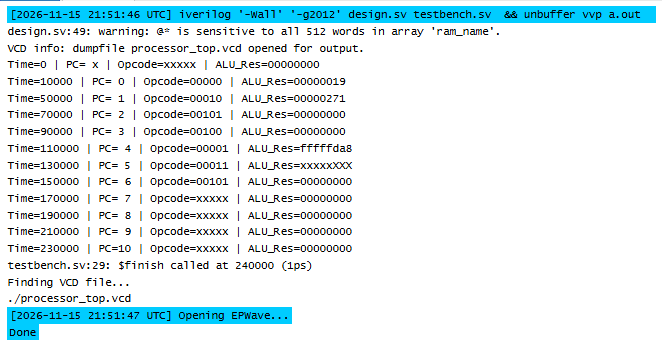 [2026-11-15 21:51:46 UTC] iverilog '-Wall' '-g2012' design.sv testbench.sv  && unbuffer vvp a.out
design.sv:49: warning: @* is sensitive to all 512 words in array 'ram_name'.
VCD info: dumpfile processor_top.vcd opened for output.
Time=0 | PC= x | Opcode=xxxxx | ALU_Res=00000000
Time=10000 | PC= 0 | Opcode=00000 | ALU_Res=00000019
Time=50000 | PC= 1 | Opcode=00010 | ALU_Res=00000271
Time=70000 | PC= 2 | Opcode=00101 | ALU_Res=00000000
Time=90000 | PC= 3 | Opcode=00100 | ALU_Res=00000000
Time=110000 | PC= 4 | Opcode=00001 | ALU_Res=fffffda8
Time=130000 | PC= 5 | Opcode=00011 | ALU_Res=xxxxxXXX
Time=150000 | PC= 6 | Opcode=00101 | ALU_Res=00000000
Time=170000 | PC= 7 | Opcode=xxxxx | ALU_Res=00000000
Time=190000 | PC= 8 | Opcode=xxxxx | ALU_Res=00000000
Time=210000 | PC= 9 | Opcode=xxxxx | ALU_Res=00000000
Time=230000 | PC=10 | Opcode=xxxxx | ALU_Res=00000000
testbench.sv:29: $finish called at 240000 (1ps)
Finding VCD file...
./processor_top.vcd
[2026-11-15 21:51:47 UTC] Opening EPWave...
Done